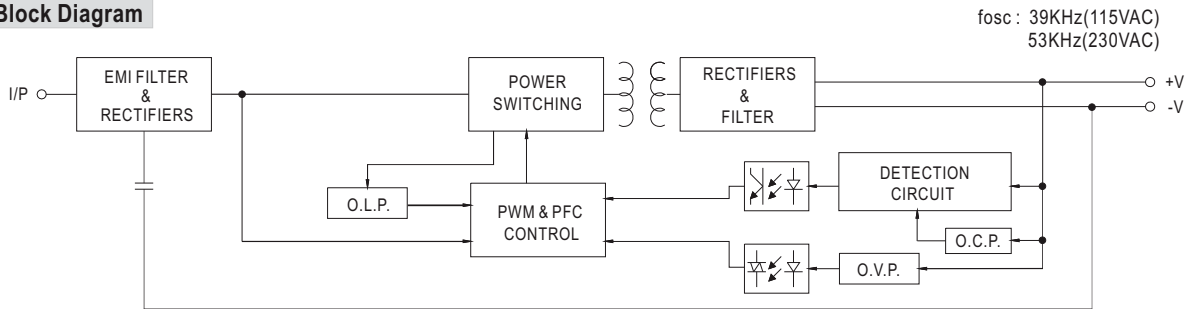 Block Diagram
fosc : 39KHz(115VAC)
53KHz(230VAC)
I/P
EMI FILTER
&
RECTIFIERS
POWER
SWITCHING
RECTIFIERS
&
FILTER
+V
-V
O.L.P.
PWM & PFC
CONTROL
DETECTION
CIRCUIT
O.C.P.
O.V.P.